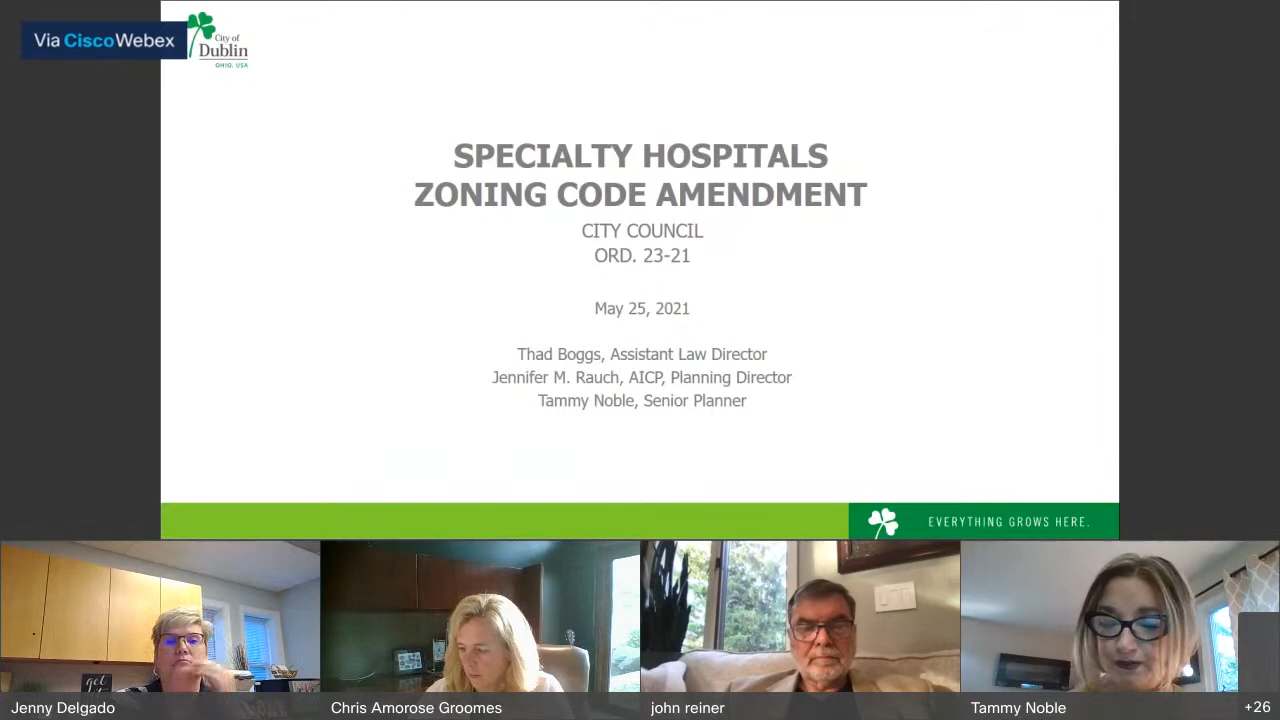 Via CiscoWebex
City of
Dublin
OHIO, USA
SPECIALTY HOSPITALS
ZONING CODE AMENDMENT
CITY COUNCIL
ORD. 23-21
May 25, 2021
Thad Boggs, Assistant Law Director
Jennifer M. Rauch, AICP, Planning Director
Tammy Noble, Senior Planner
EVERYTHING GROWS HERE.
get
Jenny Delgado
Chris Amorose Groomes
john reiner
Tammy Noble
+26